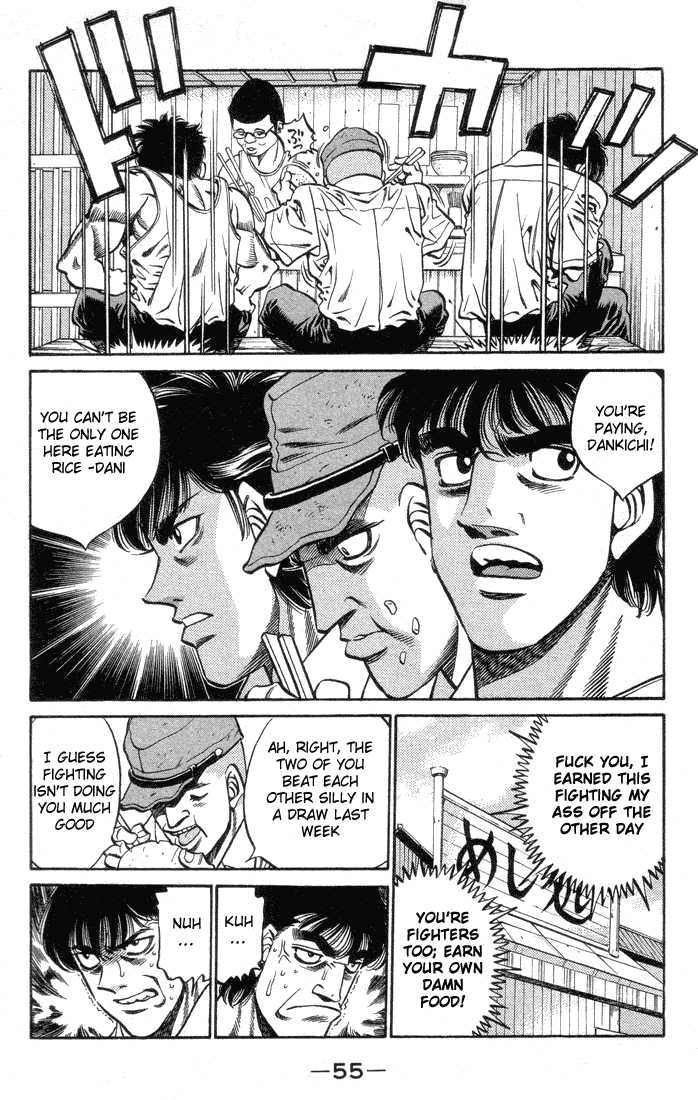 ドカッ
YOU'RE
PAYING,
DANKICHI!
YOU CAN'T BE
THE ONLY ONE
HERE EATING
RICE -DANI
FUCK YOU, I
EARNED THIS
FIGHTING MY
ASS OFF THE
OTHER DAY
めし処
YOU'RE
FIGHTERS
TOO; EARN
YOUR OWN
DAMN
FOOD!
AH, RIGHT, THE
TWO OF YOU
BEAT EACH
OTHER SILLY IN
A DRAW LAST
WEEK
I GUESS
FIGHTING
ISN'T DOING
YOU MUCH
GOOD
KUH
...
NUH
...
—55—